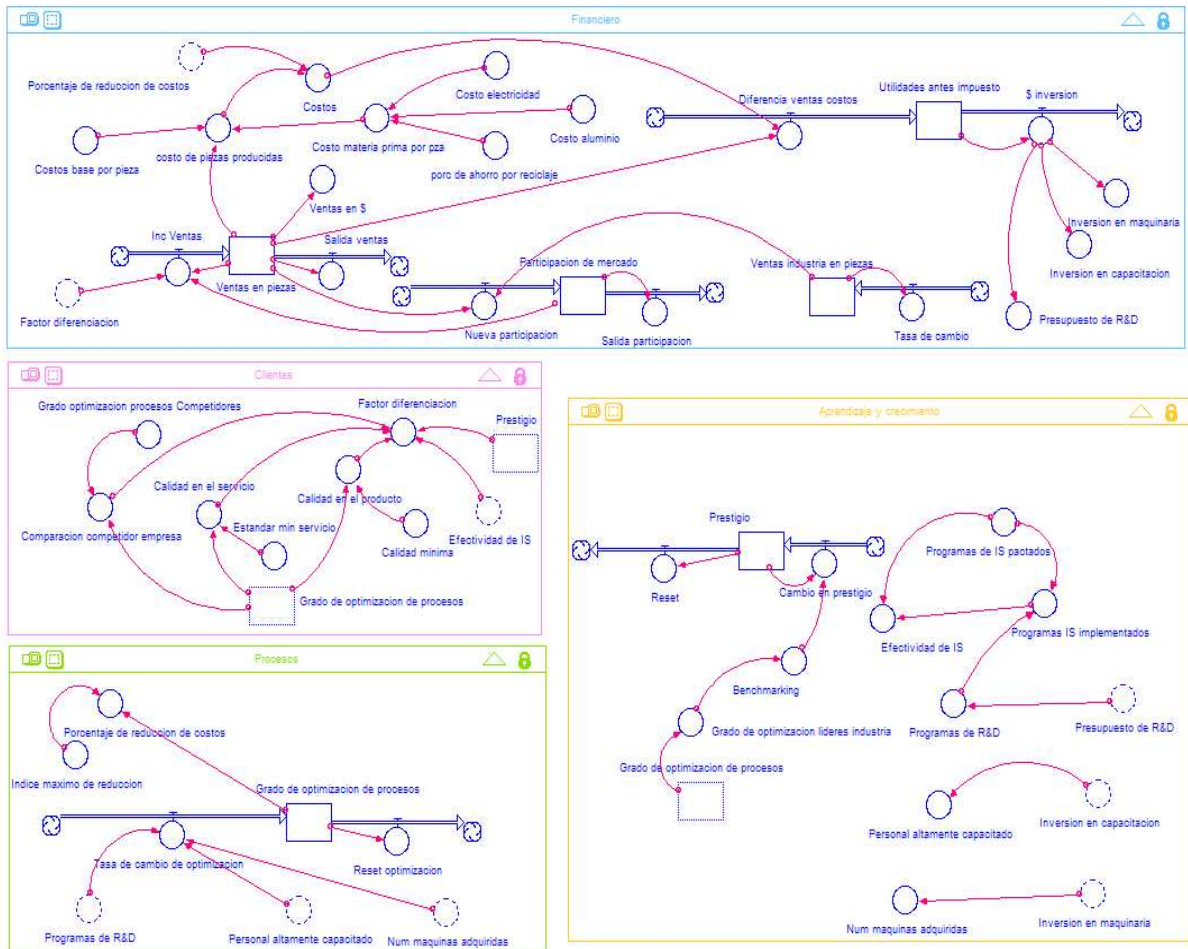 Financiero
Porcentaje de reduccion de costos
Costos
Costo electricidad
Diferencia ventas costos
Utilidades antes impuesto
$ inversion
Costos base por pieza
costo de piezas producidas
Costo materia prima por pza
Costo aluminio
porc de ahorro por reciclaje
Ventas en $
Inversion en maquinaria
Inc Ventas
Salida ventas
Participacion de mercado
Ventas industria en piezas
Inversion en capacitacion
Ventas en piezas
Factor diferenciacion
Nueva participacion
Salida participacion
Tasa de cambio
Presupuesto de R&D
Clientes
Grado optimizacion procesos Competidores
Factor diferenciacion
Prestigio
Calidad en el servicio
Calidad en el producto
Comparacion competidor empresa
Estandar min servicio
Calidad minima
Efectividad de IS
Grado de optimizacion de procesos
Procesos
Porcentaje de reduccion de costos
Indice maximo de reduccion
Grado de optimizacion de procesos
Tasa de cambio de optimizacion
Reset optimizacion
Programas de R&D
Personal altamente capacitado
Num maquinas adquiridas
Aprendizaje y crecimiento
Prestigio
Programas de IS pactados
Reset
Cambio en prestigio
Efectividad de IS
Programas IS implementados
Benchmarking
Grado de optimizacion lideres industria
Programas de R&D
Presupuesto de R&D
Grado de optimizacion de procesos
Personal altamente capacitado
Inversion en capacitacion
Num maquinas adquiridas
Inversion en maquinaria